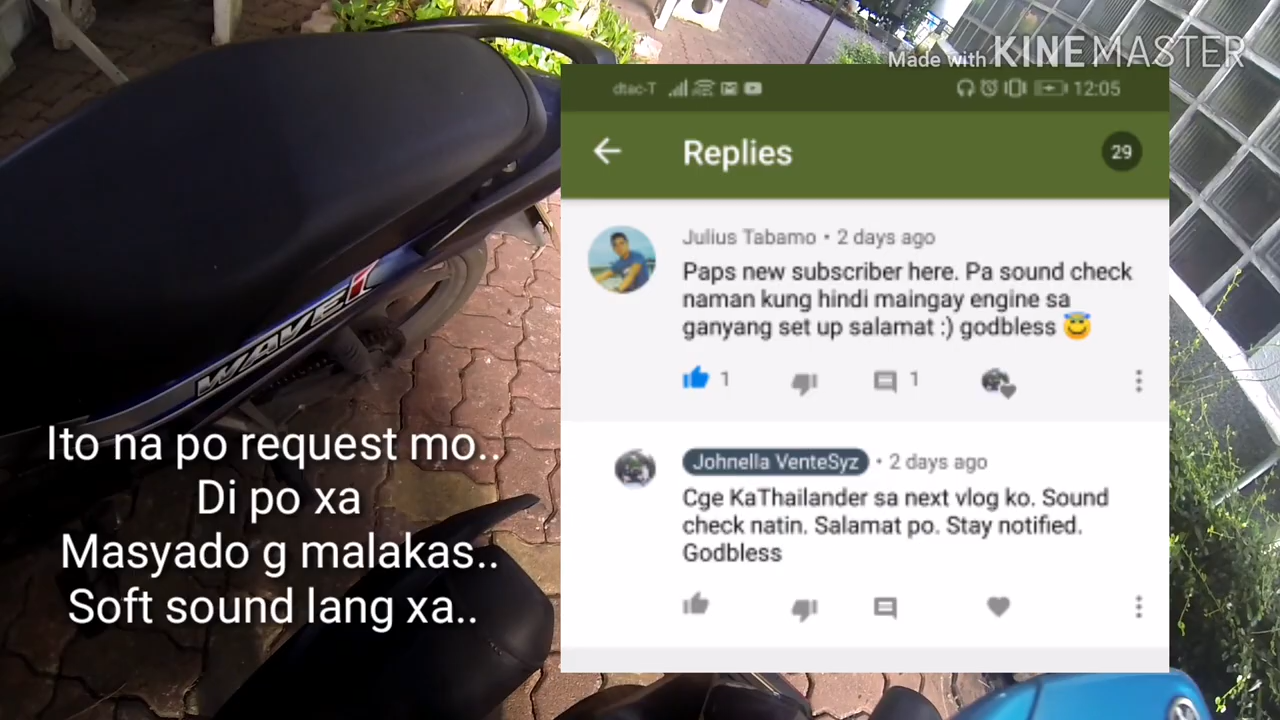 Made with KINEMASTER
dtac-T 12:05
Replies
29
Julius Tabamo • 2 days ago
Paps new subscriber here. Pa sound check
naman kung hindi maingay engine sa
ganyang set up salamat :) godbless 😇
1
1
Johnella VenteSyz • 2 days ago
Cge KaThailander sa next vlog ko. Sound
check natin. Salamat po. Stay notified.
Godbless
WAVE i
Ito na po request mo..
Di po xa
Masyado g malakas..
Soft sound lang xa..